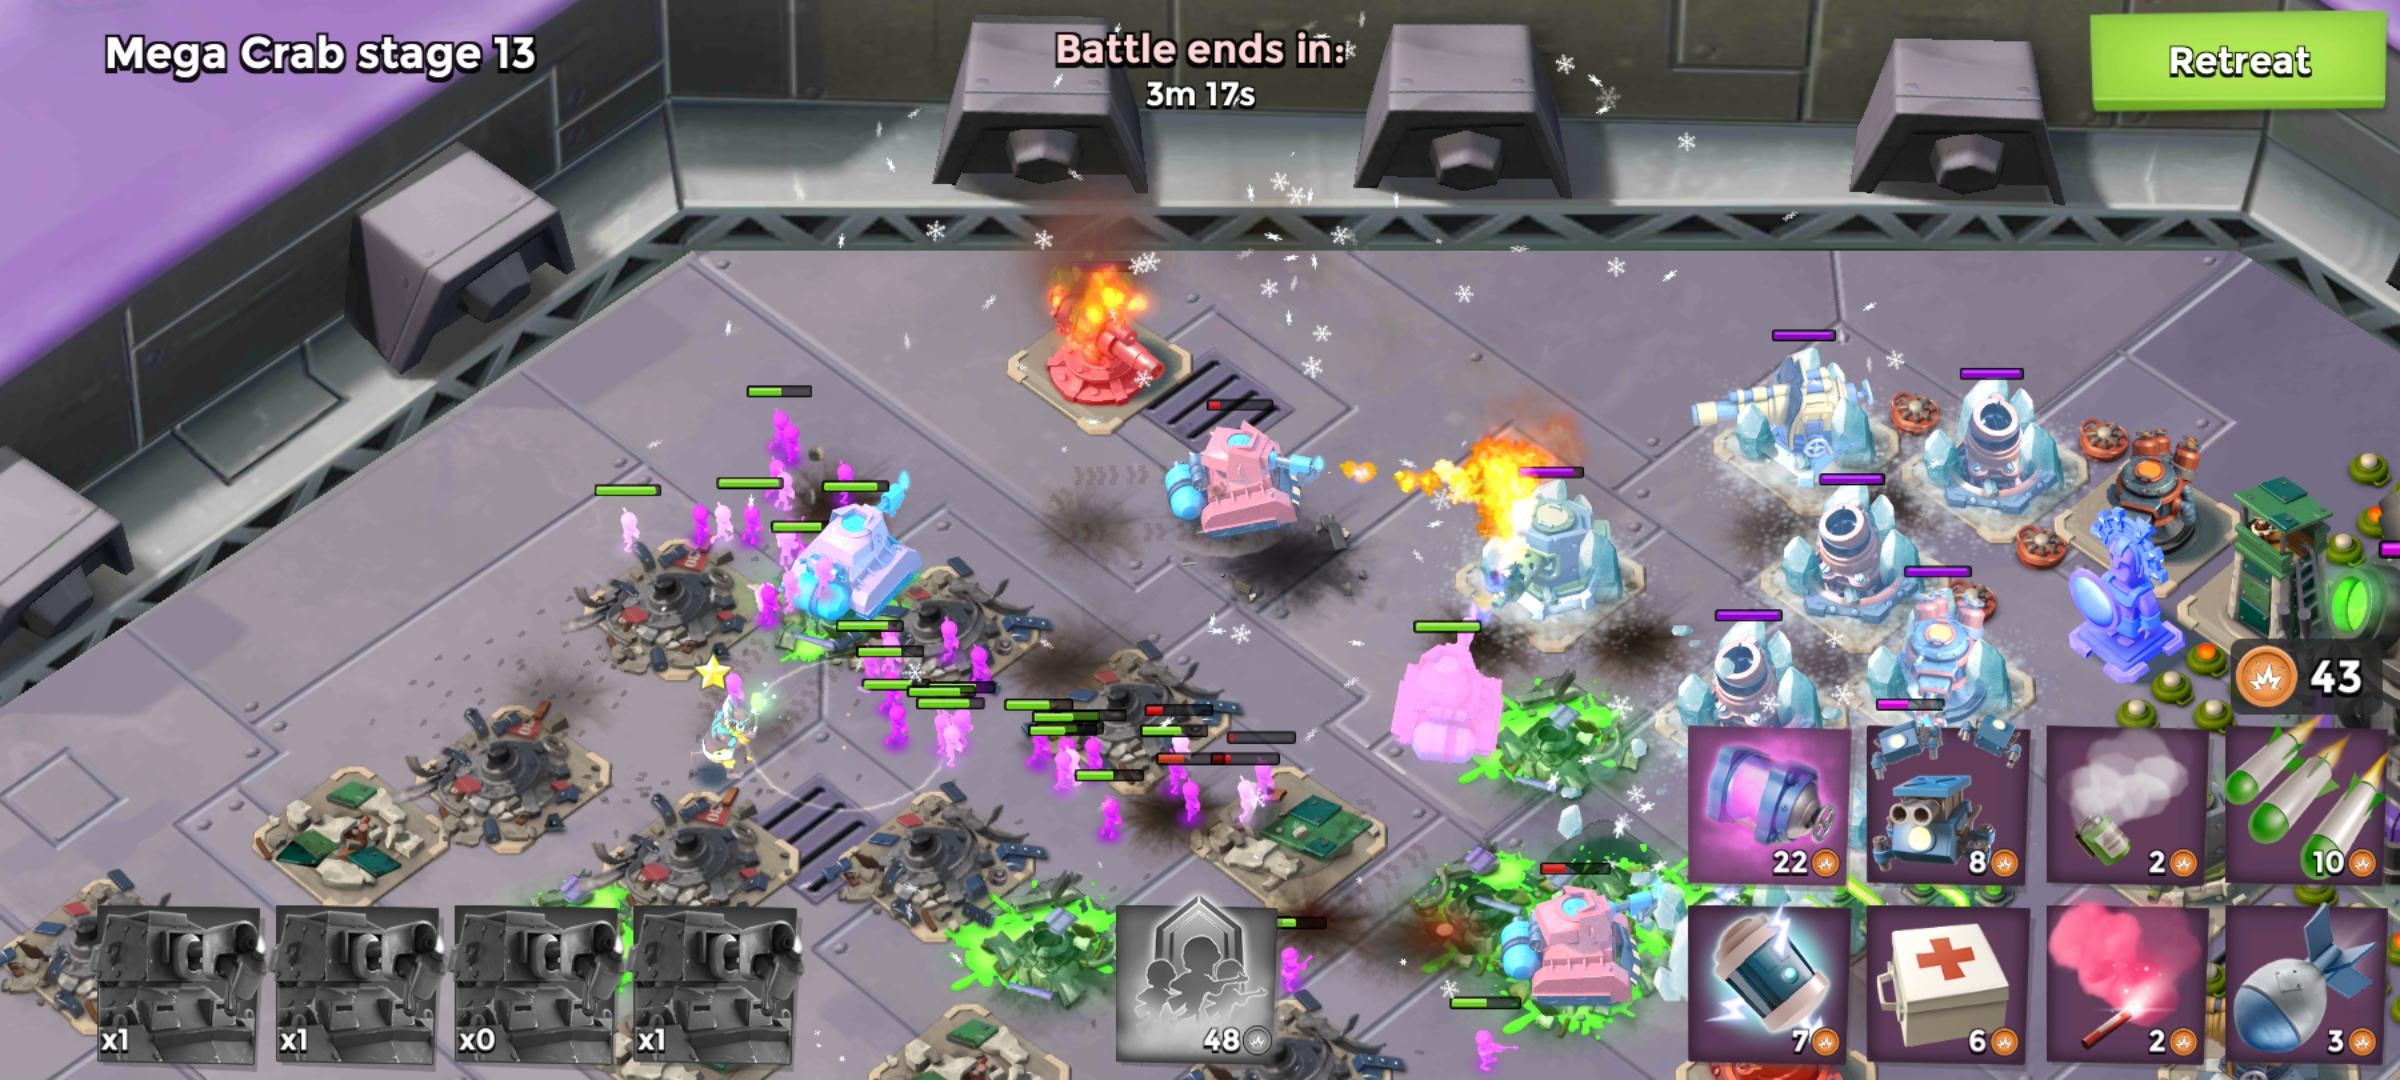 Mega Crab stage 13
Battle ends in:
3m 17s
Retreat
43
22
8
2
10
x1
x1
x0
x1
48
7
6
2
3